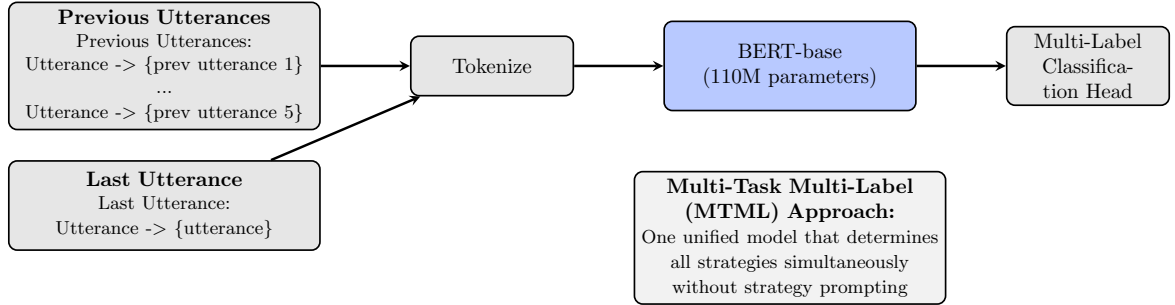 Previous Utterances
Previous Utterances:
Utterance -> {prev utterance 1}
...
Utterance -> {prev utterance 5}
Last Utterance
Last Utterance:
Utterance -> {utterance}
Tokenize
BERT-base
(110M parameters)
Multi-Label
Classifica-
tion Head
Multi-Task Multi-Label
(MTML) Approach:
One unified model that determines
all strategies simultaneously
without strategy prompting